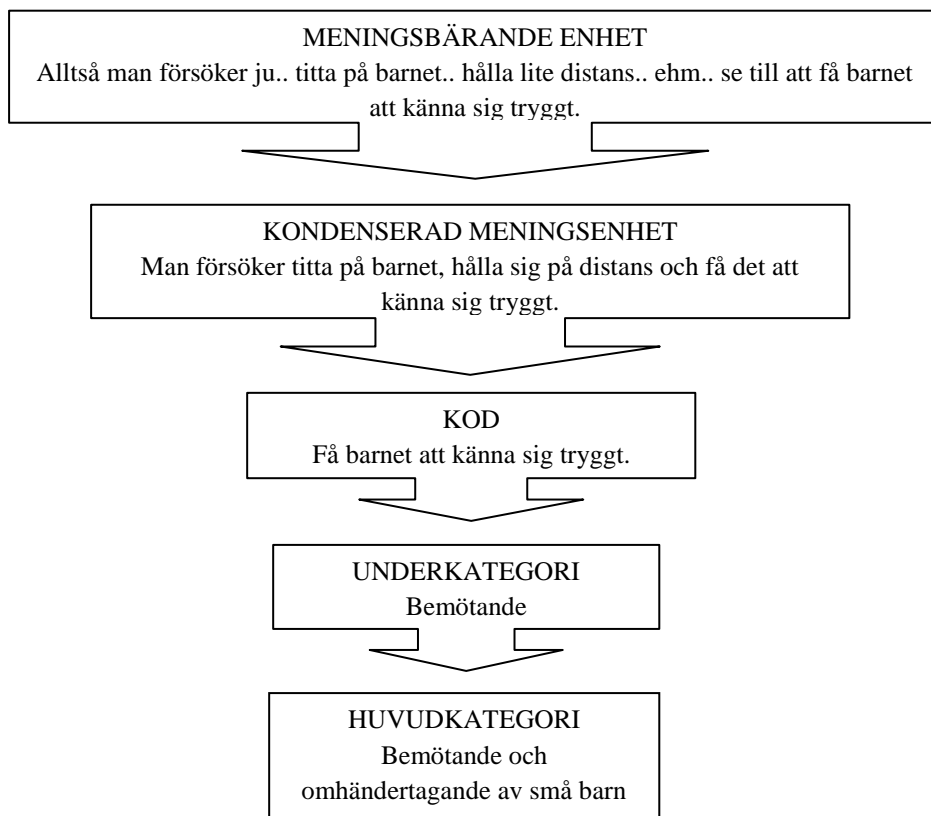 MENINGSBÄRANDE ENHET
Alltså man försöker ju.. titta på barnet.. hålla lite distans.. ehm.. se till att få barnet
att känna sig tryggt.
KONDENSERAD MENINGSENHET
Man försöker titta på barnet, hålla sig på distans och få det att
känna sig tryggt.
KOD
Få barnet att känna sig tryggt.
UNDERKATEGORI
Bemötande
HUVUDKATEGORI
Bemötande och
omhändertagande av små barn